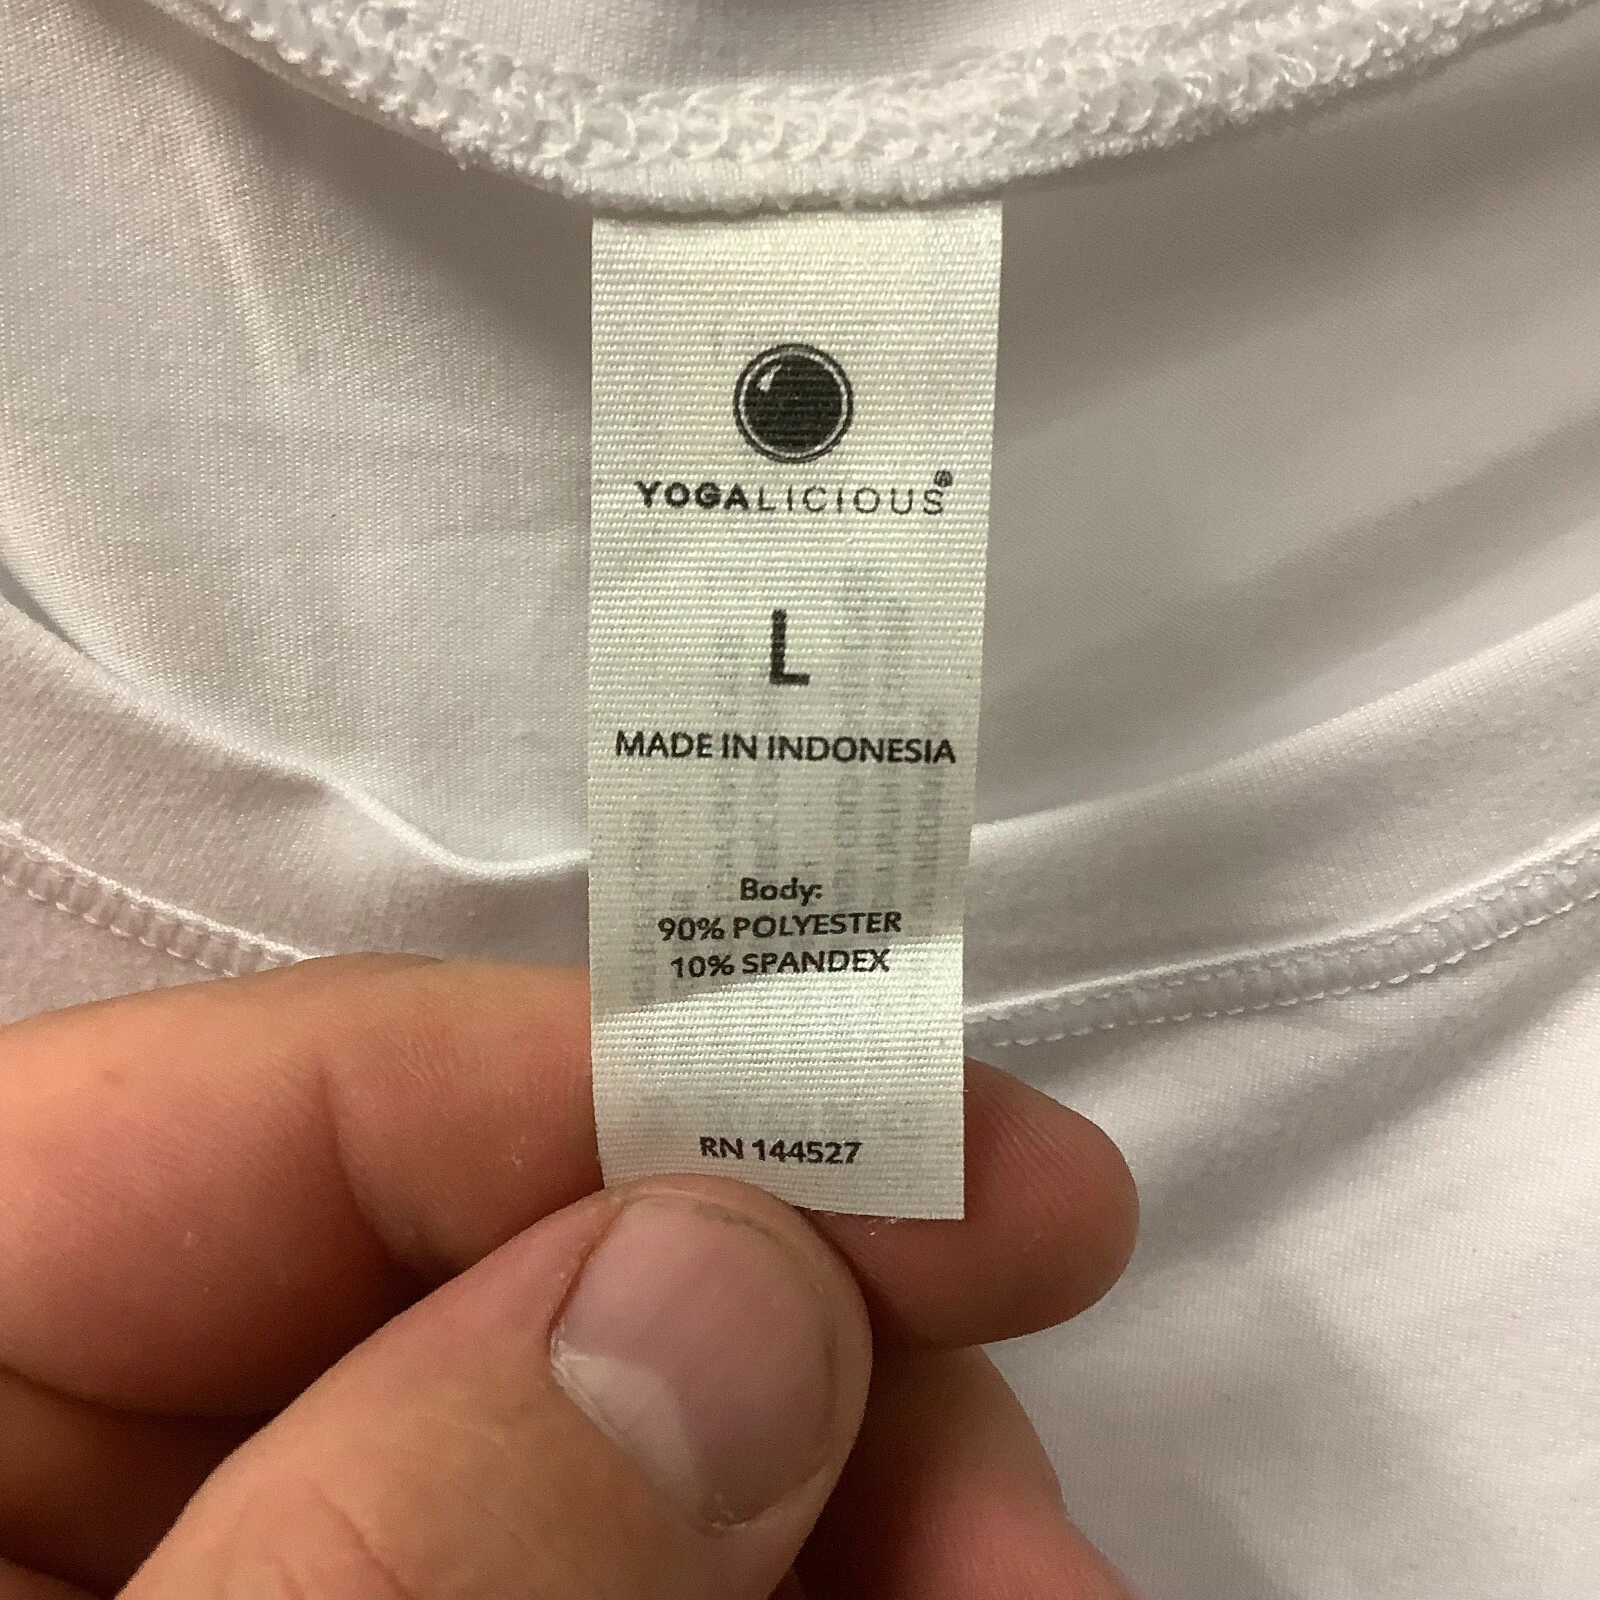 YOGALICIOUS®
L
MADE IN INDONESIA
Body:
90% POLYESTER
10% SPANDEX
RN 144527